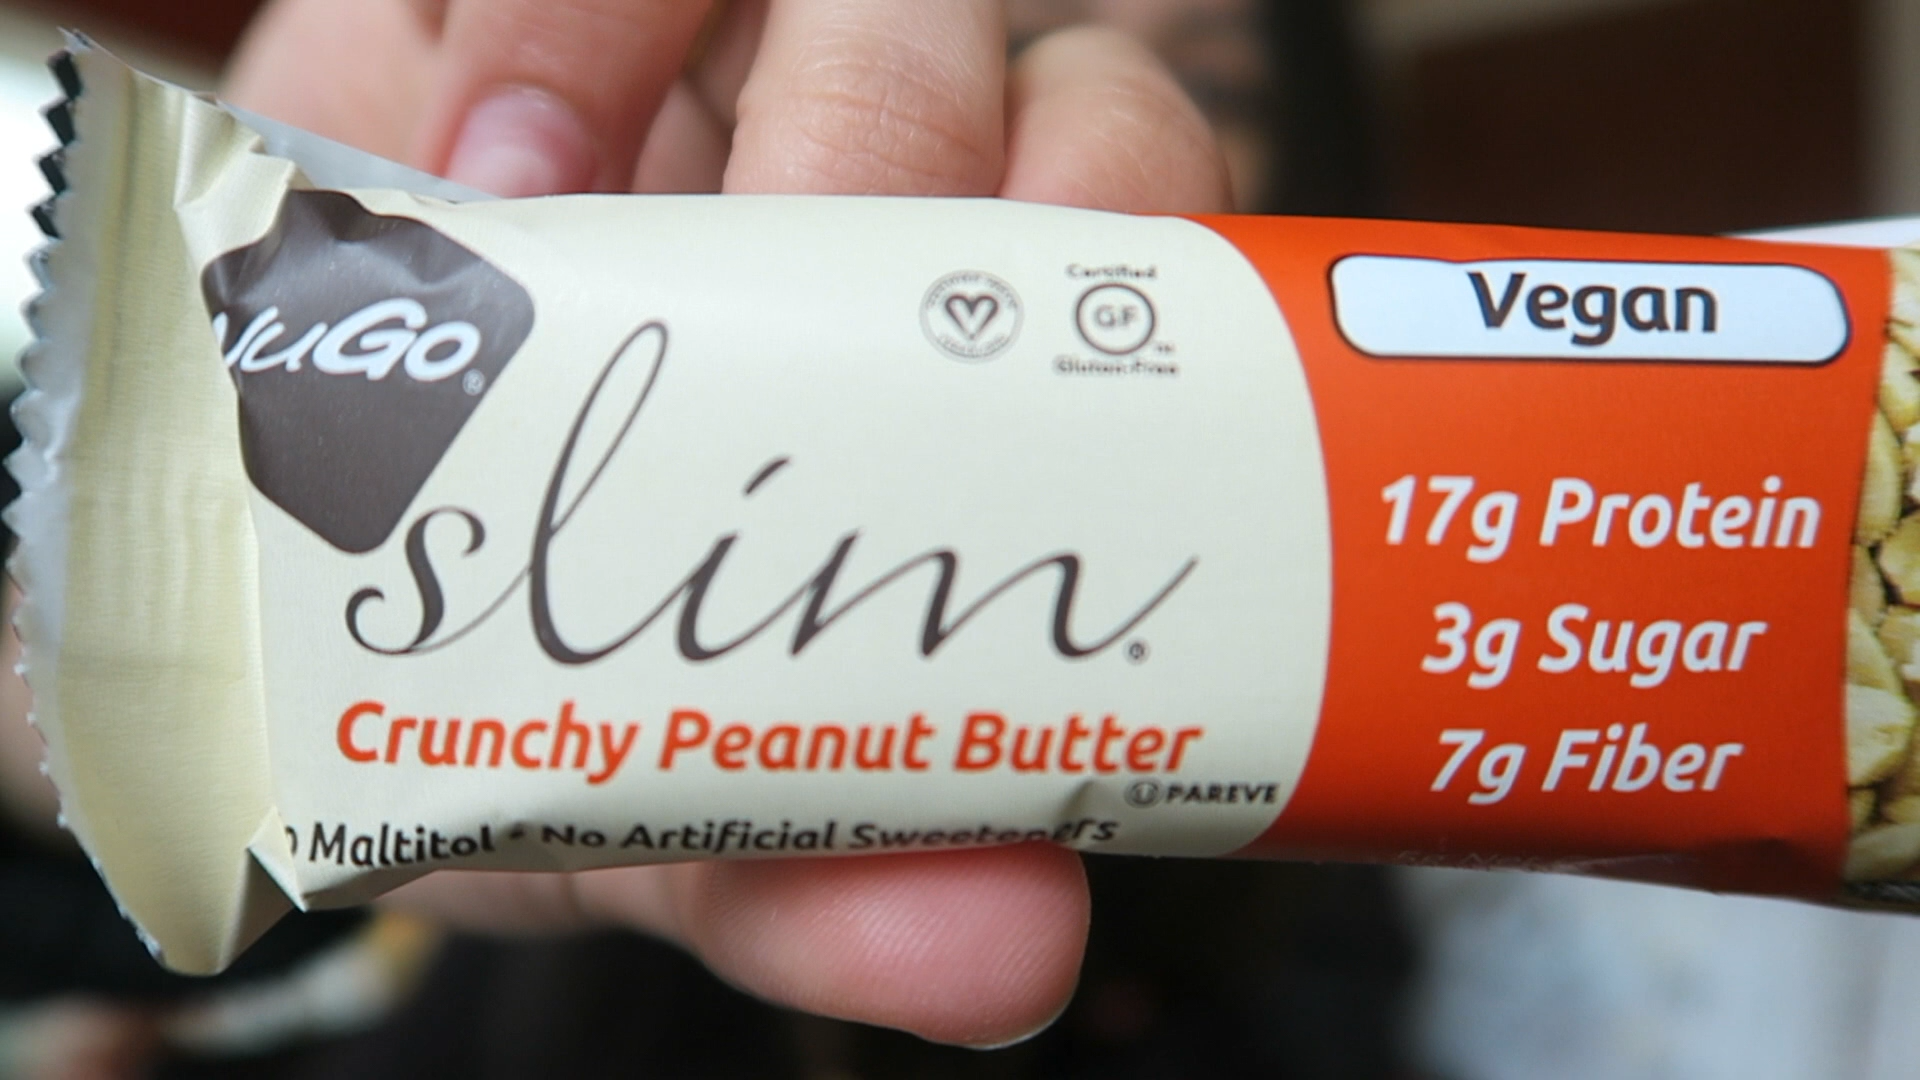 NuGo®
slim®
Crunchy Peanut Butter
Ⓤ PAREVE
Maltitol • No Artificial Sweeteners
Certified
GF
Gluten-Free
Vegan
17g Protein
3g Sugar
7g Fiber